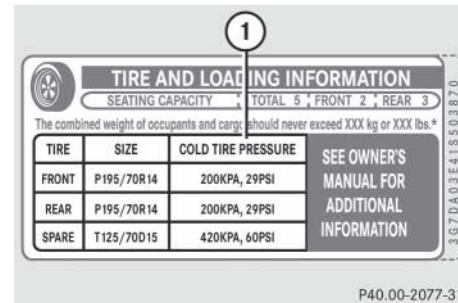 1
TIRE AND LOADING INFORMATION
SEATING CAPACITY TOTAL 5 FRONT 2 REAR 3
The combined weight of occupants and cargo should never exceed XXX kg or XXX lbs.*
TIRE SIZE COLD TIRE PRESSURE
FRONT P195/70R14 200KPA, 29PSI
REAR P195/70R14 200KPA, 29PSI
SPARE T125/70D15 420KPA, 60PSI
SEE OWNER'S
MANUAL FOR
ADDITIONAL
INFORMATION
3G7DA03E41S503870
P40.00-2077-31